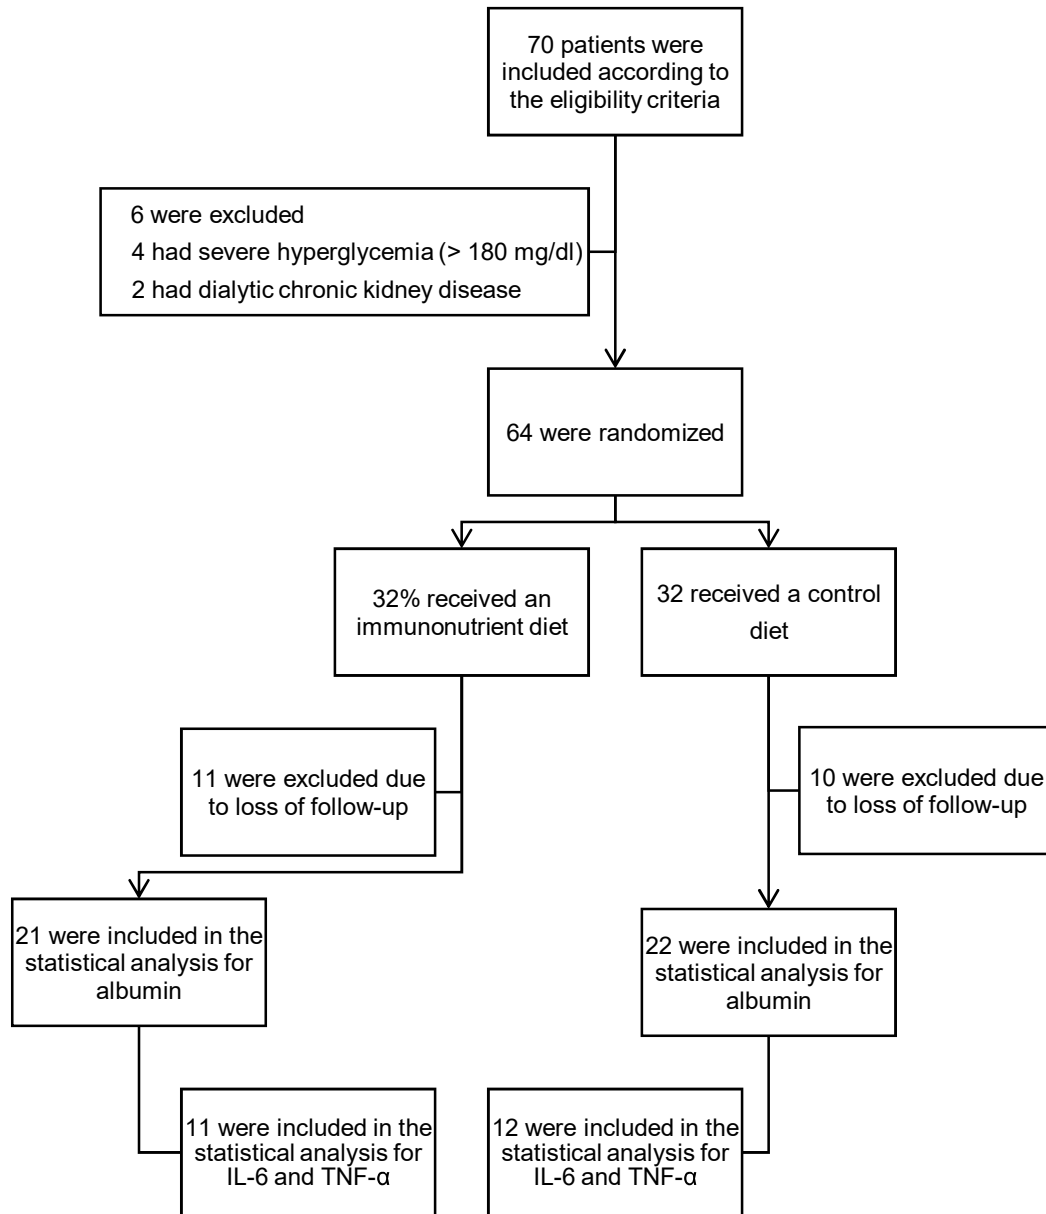 70 patients were
included according to
the eligibility criteria
6 were excluded
4 had severe hyperglycemia (> 180 mg/dl)
2 had dialytic chronic kidney disease
64 were randomized
32% received an
immunonutrient diet
32 received a control
diet
11 were excluded due
to loss of follow-up
10 were excluded due
to loss of follow-up
21 were included in the
statistical analysis for
albumin
22 were included in the
statistical analysis for
albumin
11 were included in the
statistical analysis for
IL-6 and TNF-α
12 were included in the
statistical analysis for
IL-6 and TNF-α